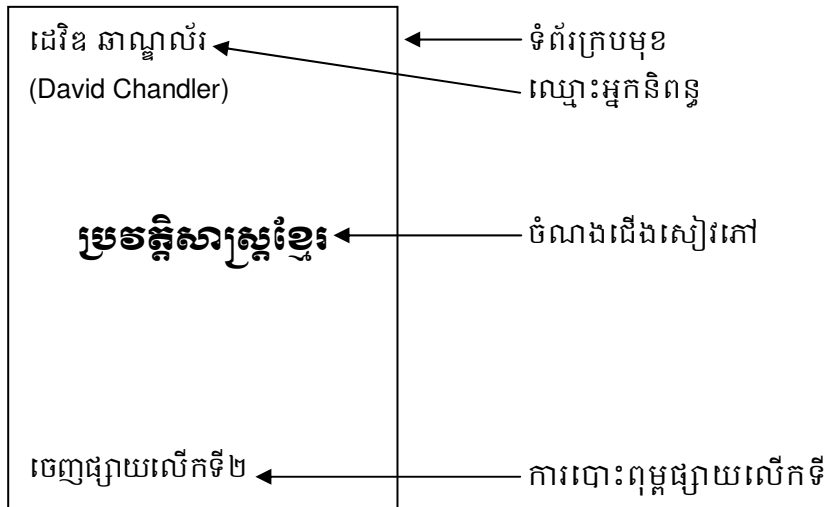 ដេវិឌ ឆាណ្ឌល័រ
ទំព័រក្របមុខ
(David Chandler)
ឈ្មោះអ្នកនិពន្ធ
ប្រវត្តិសាស្ត្រខ្មែរ
ចំណងជើងសៀវភៅ
ចេញផ្សាយលើកទី២
ការបោះពុម្ពផ្សាយលើកទី